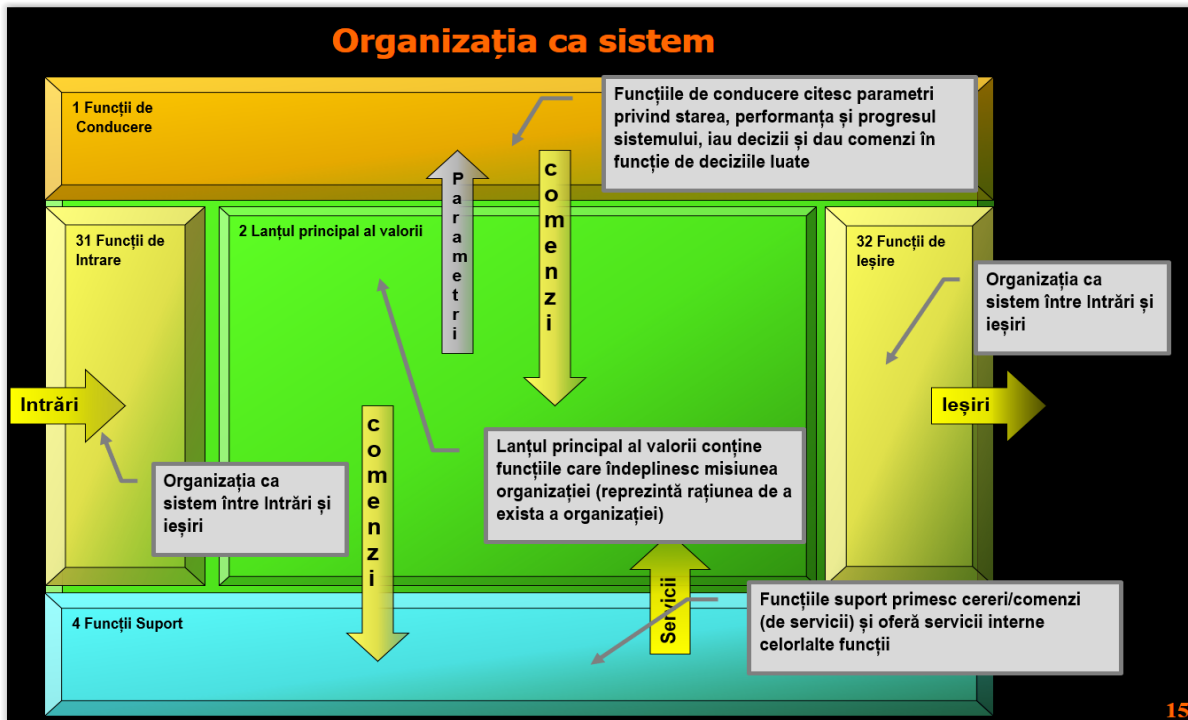 Organizația ca sistem
1 Funcții de
Conducere
Funcțiile de conducere citesc parametri
privind starea, performanța și progresul
sistemului, iau decizii și dau comenzi în
funcție de deciziile luate
Parametri
comenzi
31 Funcții de
Intrare
2 Lanțul principal al valorii
32 Funcții de
Ieșire
Organizația ca
sistem între Intrări și
ieșiri
Intrări
Ieșiri
comenzi
Lanțul principal al valorii conține
funcțiile care îndeplinesc misiunea
organizației (reprezintă rațiunea de a
exista a organizației)
Organizația ca
sistem între Intrări și
ieșiri
Servicii
4 Funcții Suport
Funcțiile suport primesc cereri/comenzi
(de servicii) și oferă servicii interne
celorlalte funcții
15